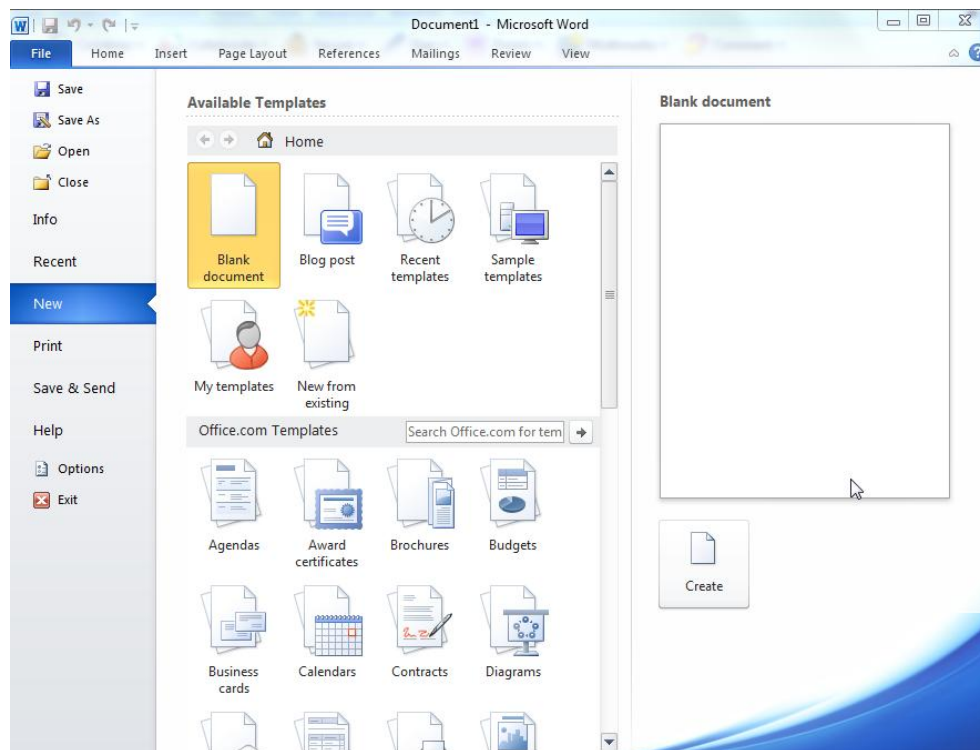 W
Document1 - Microsoft Word
File Home Insert Page Layout References Mailings Review View
Save
Save As
Open
Close
Info
Recent
New
Print
Save & Send
Help
Options
Exit
Available Templates
Home
Blank document
Blog post
Recent templates
Sample templates
My templates
New from existing
Office.com Templates
Search Office.com for tem
Agendas
Award certificates
Brochures
Budgets
Business cards
Calendars
Contracts
Diagrams
Blank document
Create